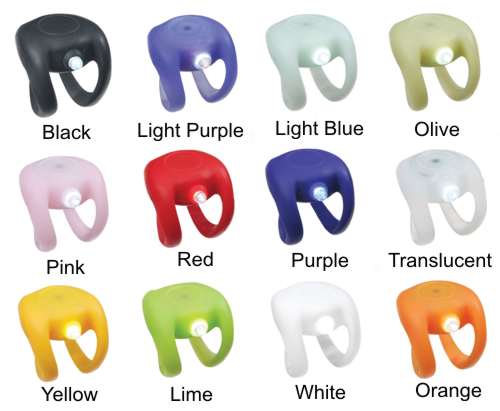 Black
Light Purple
Light Blue
Olive
Pink
Red
Purple
Translucent
Yellow
Lime
White
Orange